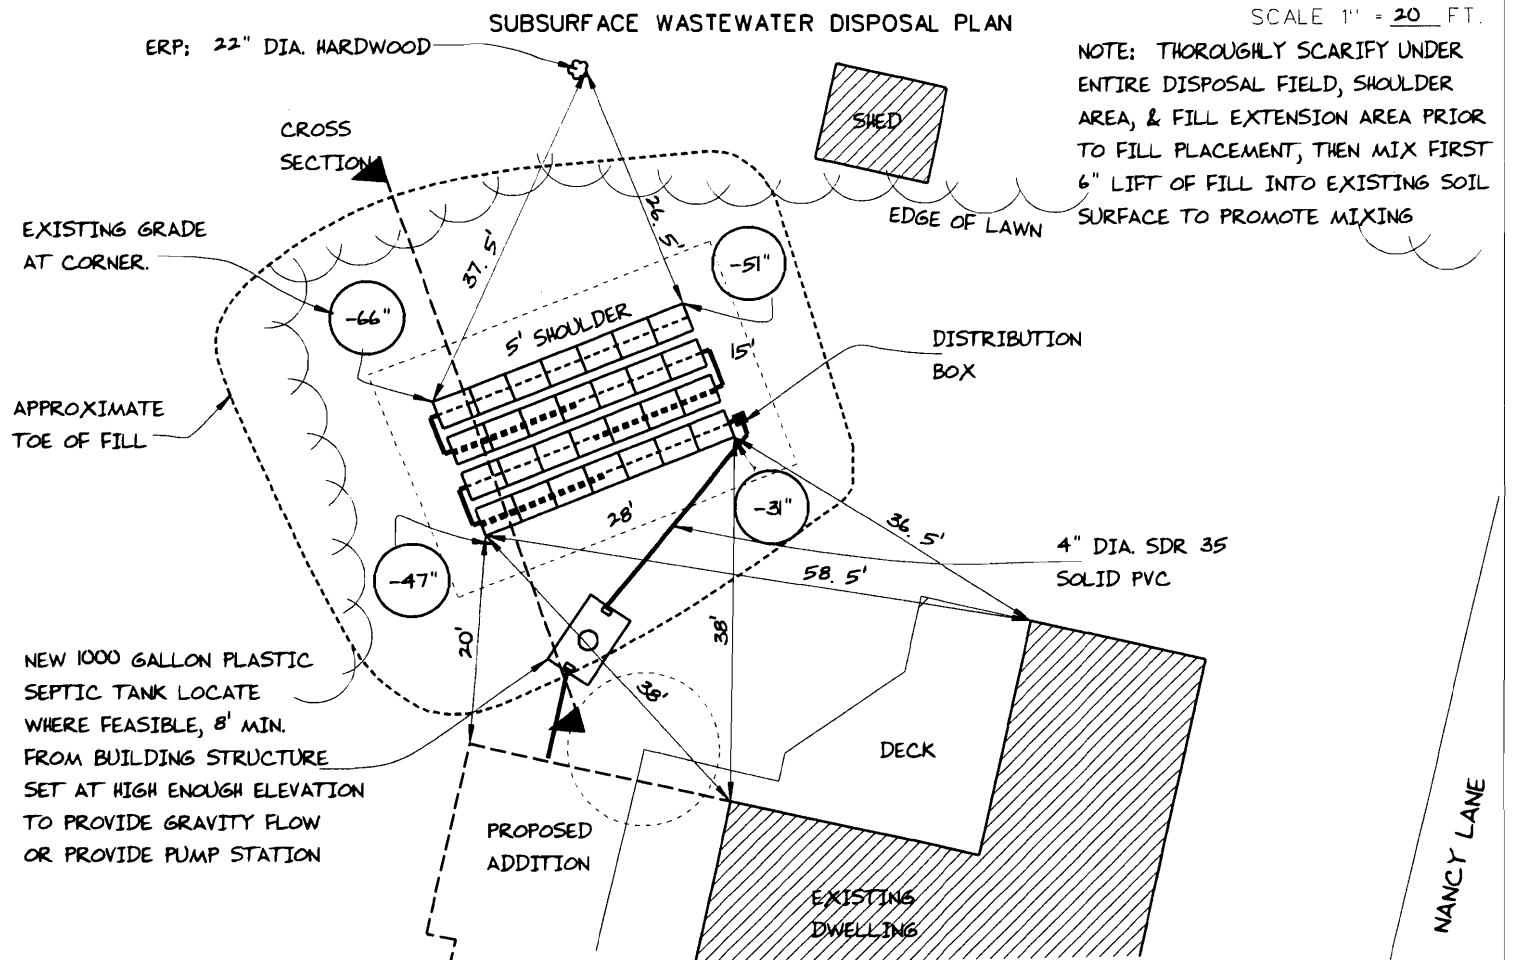 SUBSURFACE WASTEWATER DISPOSAL PLAN
SCALE 1" = 20 FT.
ERP: 22" DIA. HARDWOOD
NOTE: THOROUGHLY SCARIFY UNDER
ENTIRE DISPOSAL FIELD, SHOULDER
AREA, & FILL EXTENSION AREA PRIOR
TO FILL PLACEMENT, THEN MIX FIRST
6" LIFT OF FILL INTO EXISTING SOIL
SURFACE TO PROMOTE MIXING
SHED
CROSS
SECTION
EDGE OF LAWN
EXISTING GRADE
AT CORNER.
37.5'
26.5'
-51"
-66"
5' SHOULDER
15'
DISTRIBUTION
BOX
APPROXIMATE
TOE OF FILL
28'
-31"
36.5'
4" DIA. SDR 35
SOLID PVC
58.5'
-47"
20'
38'
38'
NEW 1000 GALLON PLASTIC
SEPTIC TANK LOCATE
WHERE FEASIBLE, 8' MIN.
FROM BUILDING STRUCTURE
SET AT HIGH ENOUGH ELEVATION
TO PROVIDE GRAVITY FLOW
OR PROVIDE PUMP STATION
DECK
PROPOSED
ADDITION
EXISTING
DWELLING
NANCY LANE